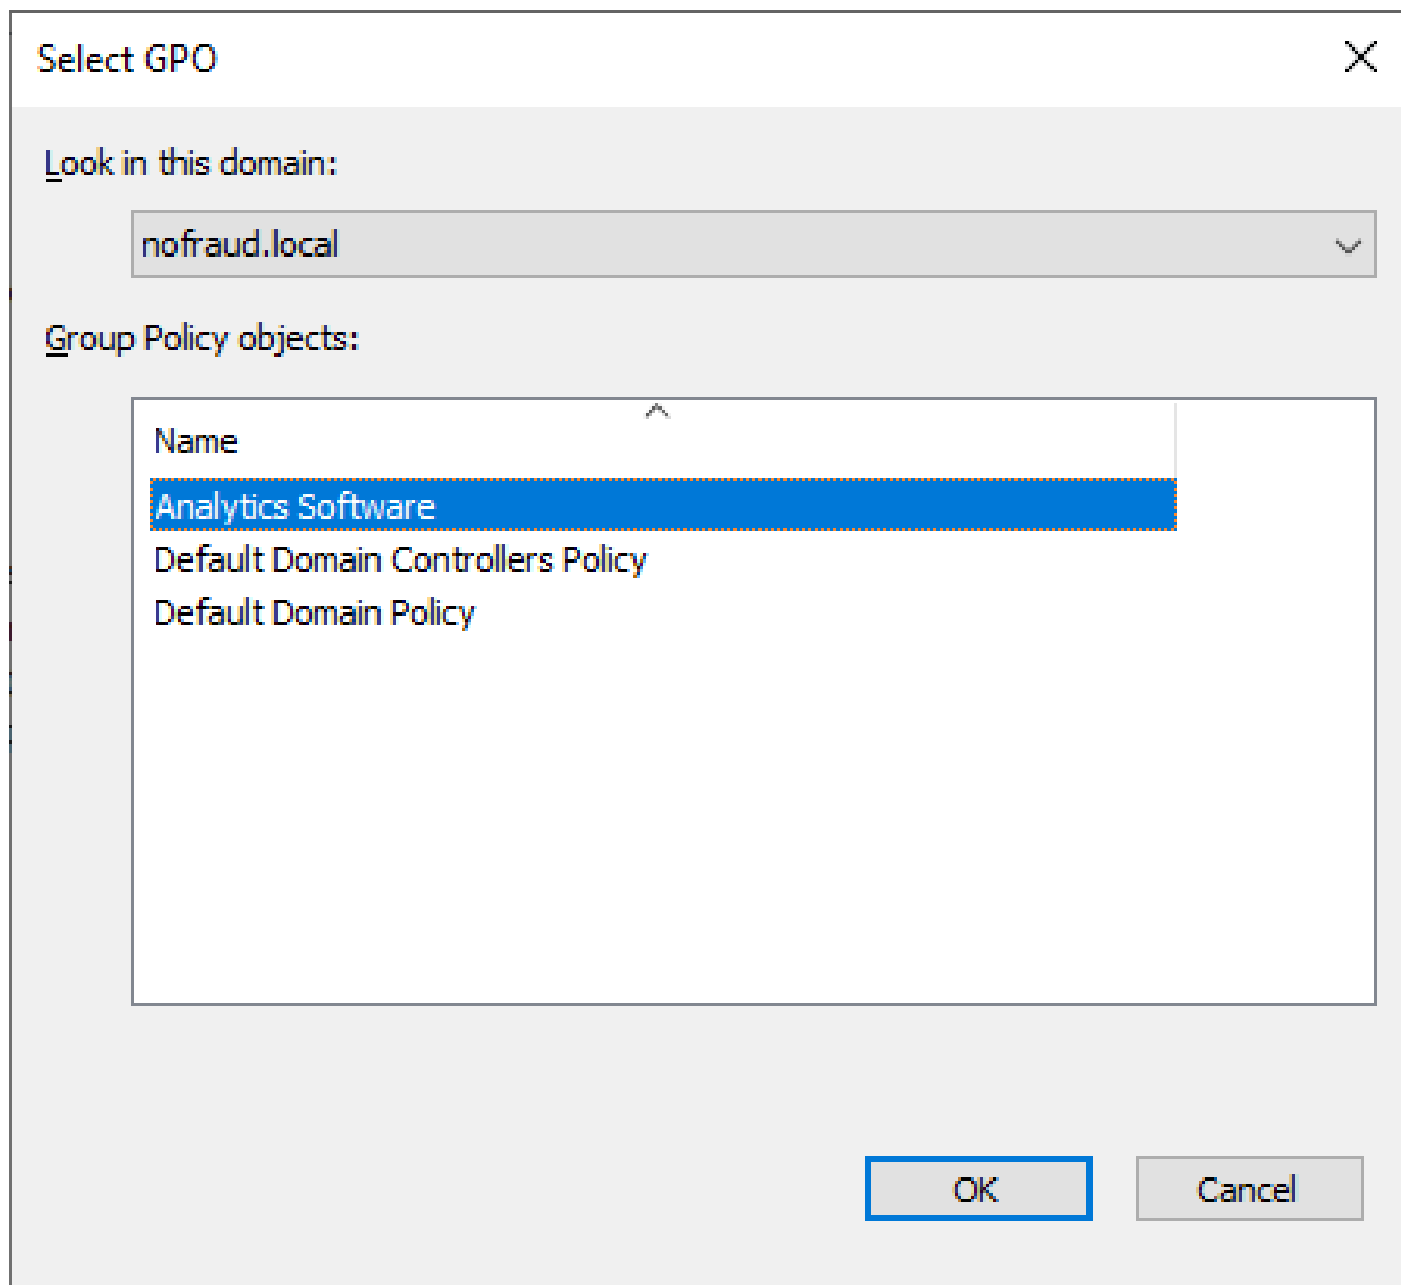 Select GPO
Look in this domain:
nofraud.local
Group Policy objects:
Name
Analytics Software
Default Domain Controllers Policy
Default Domain Policy
OK Cancel